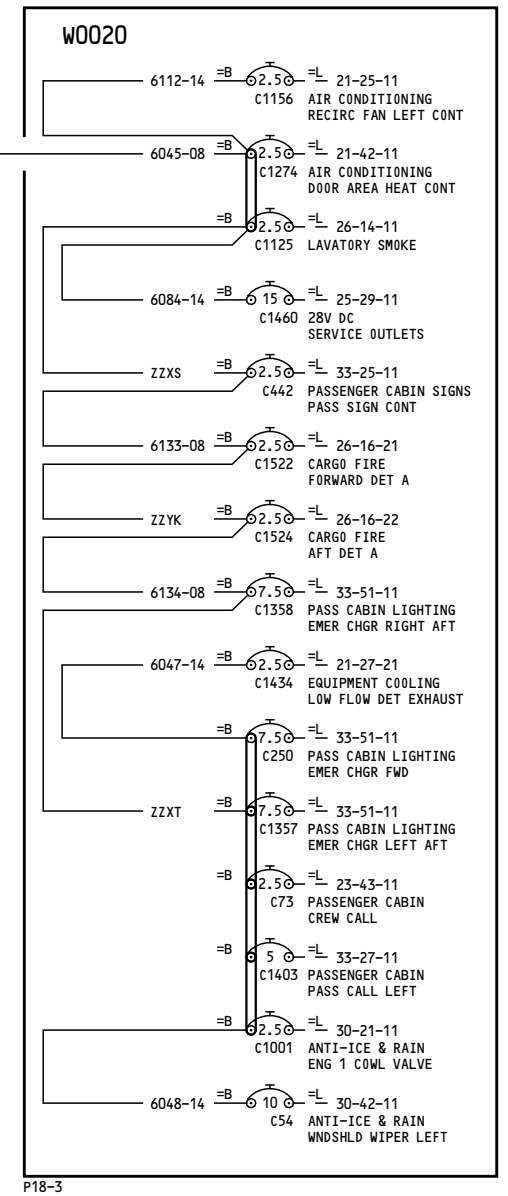 W0020
6112-14 =B 2.5 =L 21-25-11
C1156 AIR CONDITIONING
RECIRC FAN LEFT CONT
6045-08 =B 2.5 =L 21-42-11
C1274 AIR CONDITIONING
DOOR AREA HEAT CONT
=B 2.5 =L 26-14-11
C1125 LAVATORY SMOKE
6084-14 =B 15 =L 25-29-11
C1460 28V DC
SERVICE OUTLETS
ZZXS =B 2.5 =L 33-25-11
C442 PASSENGER CABIN SIGNS
PASS SIGN CONT
6133-08 =B 2.5 =L 26-16-21
C1522 CARGO FIRE
FORWARD DET A
ZZYK =B 2.5 =L 26-16-22
C1524 CARGO FIRE
AFT DET A
6134-08 =B 7.5 =L 33-51-11
C1358 PASS CABIN LIGHTING
EMER CHGR RIGHT AFT
6047-14 =B 2.5 =L 21-27-21
C1434 EQUIPMENT COOLING
LOW FLOW DET EXHAUST
=B 7.5 =L 33-51-11
C250 PASS CABIN LIGHTING
EMER CHGR FWD
ZZXT =B 7.5 =L 33-51-11
C1357 PASS CABIN LIGHTING
EMER CHGR LEFT AFT
=B 2.5 =L 23-43-11
C73 PASSENGER CABIN
CREW CALL
=B 5 =L 33-27-11
C1403 PASSENGER CABIN
PASS CALL LEFT
=B 2.5 =L 30-21-11
C1001 ANTI-ICE & RAIN
ENG 1 COWL VALVE
6048-14 =B 10 =L 30-42-11
C54 ANTI-ICE & RAIN
WNDSHLD WIPER LEFT
P18-3